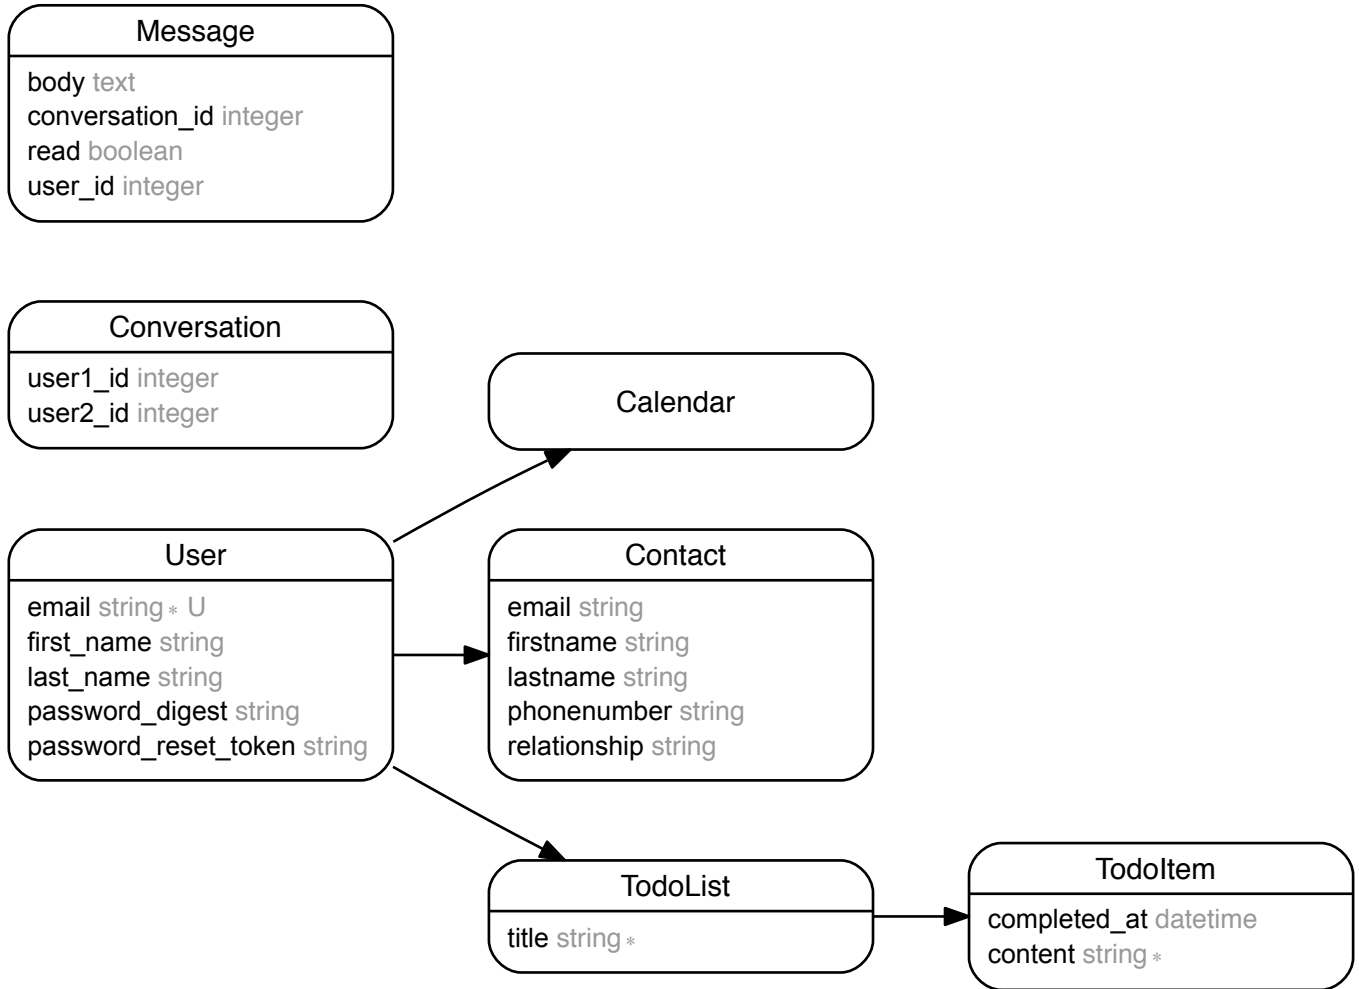 Message
body text
conversation_id integer
read boolean
user_id integer
Conversation
user1_id integer
user2_id integer
Calendar
User
email string * U
first_name string
last_name string
password_digest string
password_reset_token string
Contact
email string
firstname string
lastname string
phonenumber string
relationship string
TodoList
title string *
TodoItem
completed_at datetime
content string *